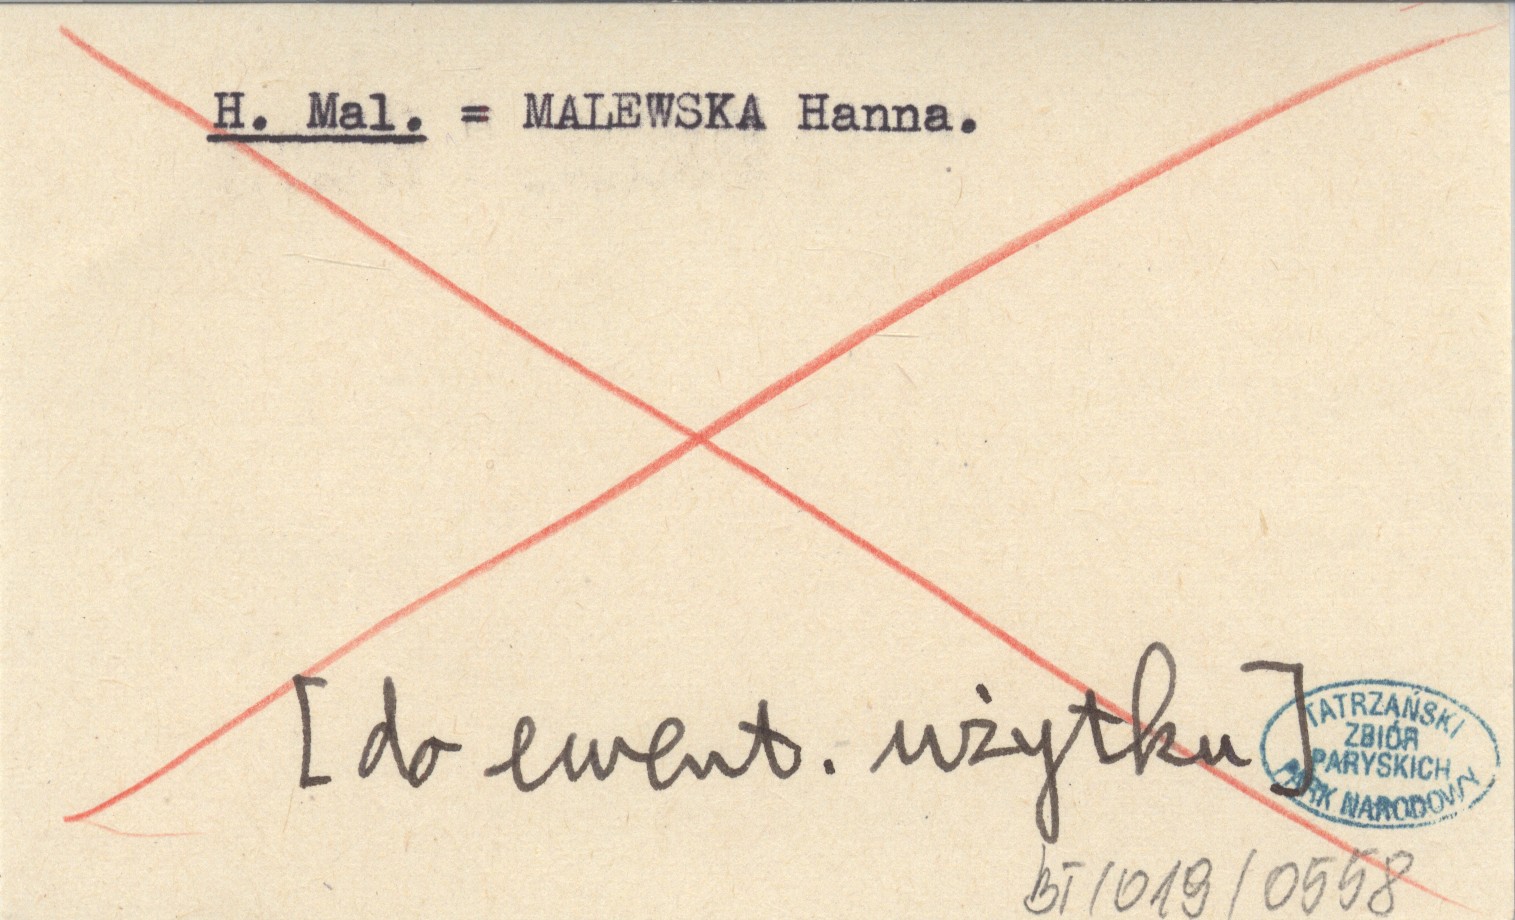 H. Mal. = MALEWSKA Hanna.
[do ewent. użytku]
TATRZAŃSKI
ZBIÓR
PARYSKICH
PARK NARODOWY
BT/019/0558